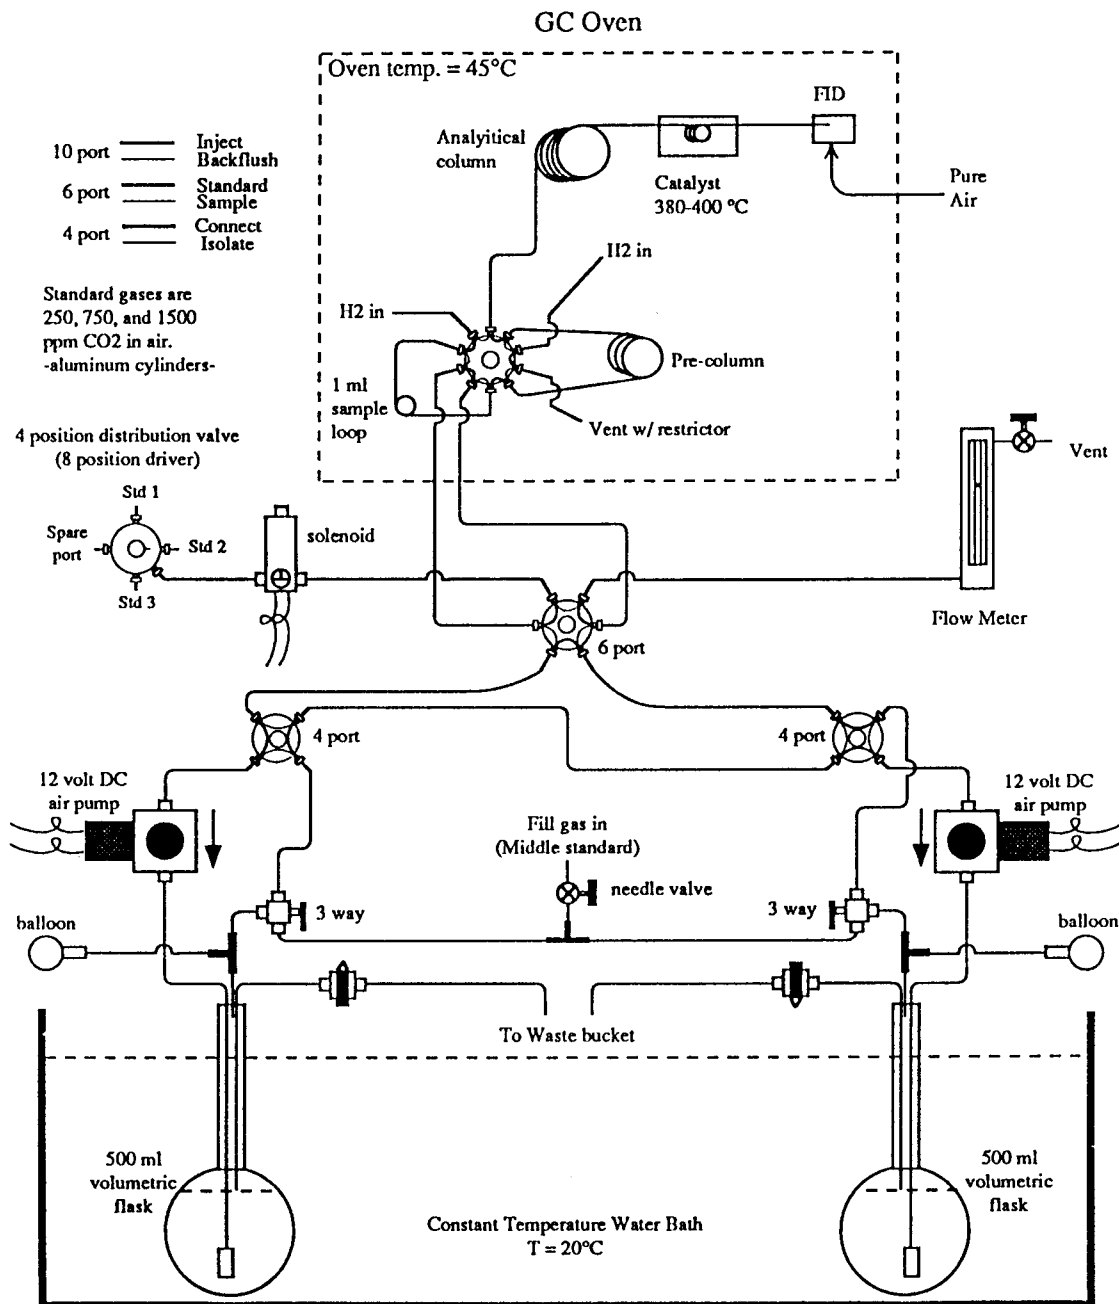 GC Oven
Oven temp. = 45°C
FID
Analyitical
column
Catalyst
380-400 °C
Pure
Air
10 port
Inject
Backflush
6 port
Standard
Sample
4 port
Connect
Isolate
H2 in
H2 in
Standard gases are
250, 750, and 1500
ppm CO2 in air.
-aluminum cylinders-
Pre-column
1 ml
sample
loop
Vent w/ restrictor
4 position distribution valve
(8 position driver)
Vent
Std 1
Spare
port
Std 2
Std 3
solenoid
Flow Meter
6 port
4 port
4 port
12 volt DC
air pump
12 volt DC
air pump
Fill gas in
(Middle standard)
needle valve
3 way
3 way
balloon
balloon
To Waste bucket
500 ml
volumetric
flask
500 ml
volumetric
flask
Constant Temperature Water Bath
T = 20°C